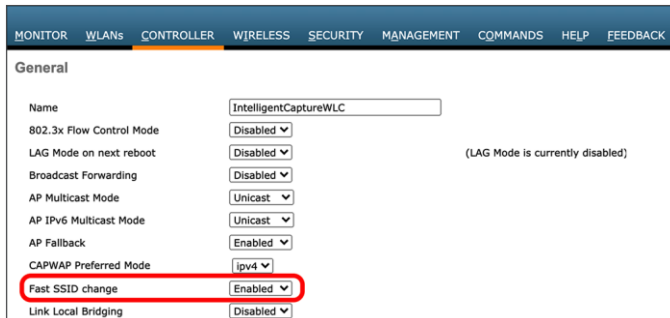 MONITOR WLANs CONTROLLER WIRELESS SECURITY MANAGEMENT COMMANDS HELP FEEDBACK
General
Name IntelligentCaptureWLC
802.3x Flow Control Mode Disabled
LAG Mode on next reboot Disabled (LAG Mode is currently disabled)
Broadcast Forwarding Disabled
AP Multicast Mode Unicast
AP IPv6 Multicast Mode Unicast
AP Fallback Enabled
CAPWAP Preferred Mode ipv4
Fast SSID change Enabled
Link Local Bridging Disabled